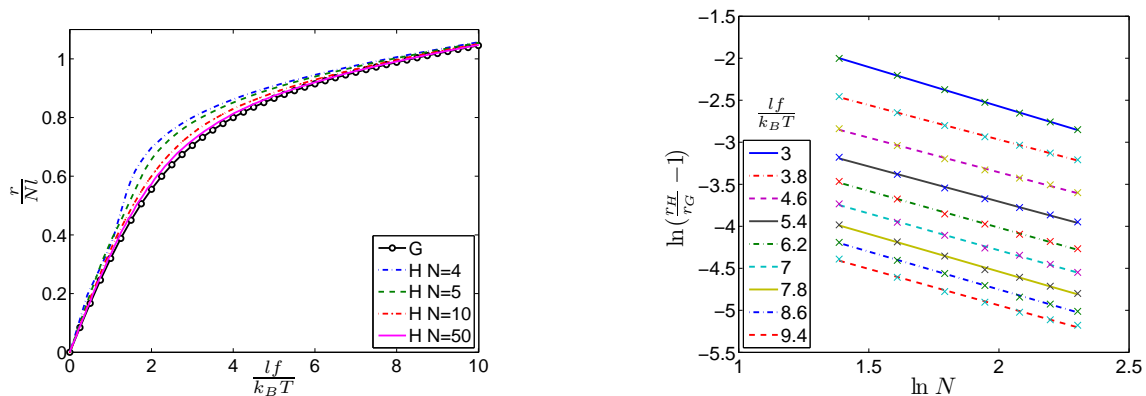 1
0.8
0.6
0.4
0.2
0
r/Nl
0 2 4 6 8 10
lf/k_BT
G
H N=4
H N=5
H N=10
H N=50
−1.5
−2
−2.5
−3
−3.5
−4
−4.5
−5
−5.5
ln(r_H/r_G −1)
lf/k_BT
3
3.8
4.6
5.4
6.2
7
7.8
8.6
9.4
1 1.5 2 2.5
ln N